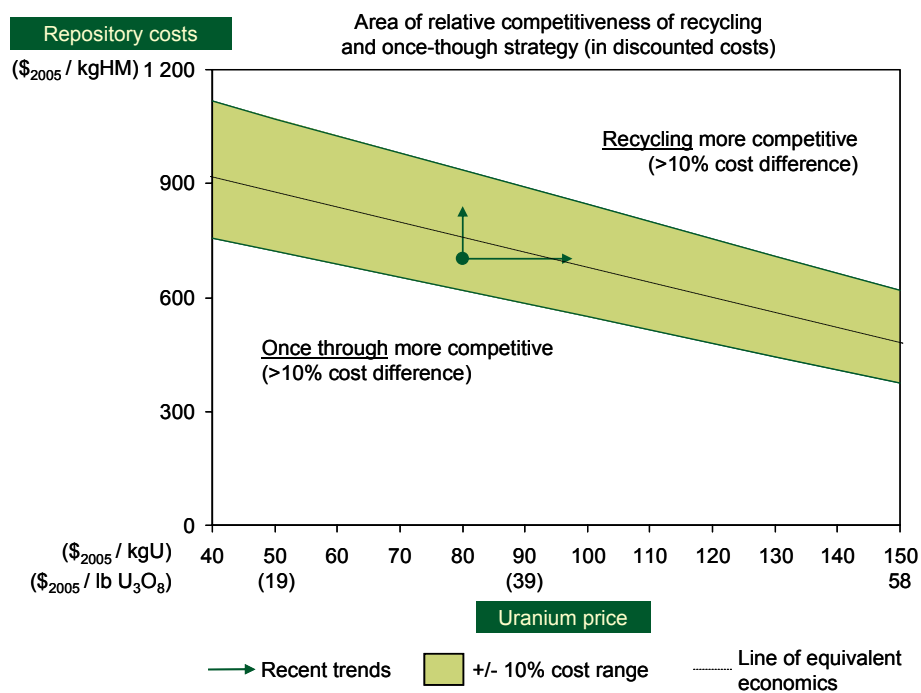 Repository costs
Area of relative competitiveness of recycling
and once-though strategy (in discounted costs)
($2005 / kgHM)
1 200
900
600
300
0
Recycling more competitive
(>10% cost difference)
Once through more competitive
(>10% cost difference)
($2005 / kgU)
40 50 60 70 80 90 100 110 120 130 140 150
($2005 / lb U3O8)
(19) (39) 58
Uranium price
Recent trends
+/- 10% cost range
Line of equivalent
economics